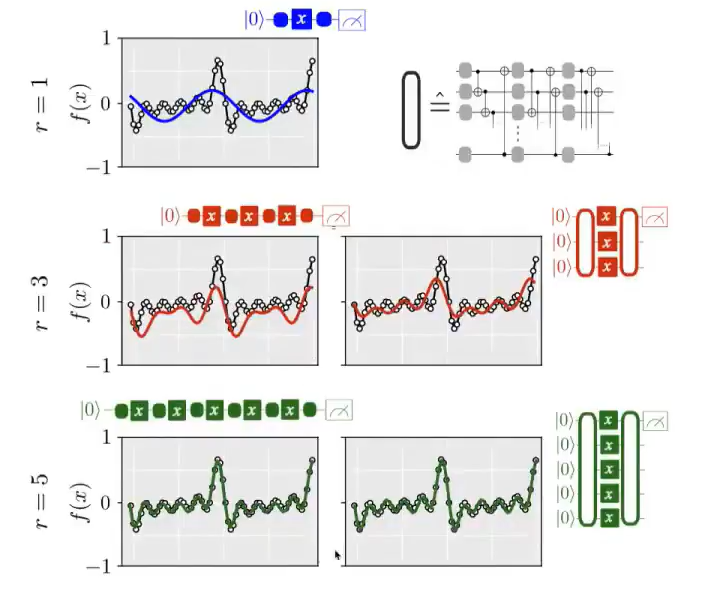 |0⟩ x
1
r = 1
f(x)
0
−1
≙
|0⟩ x x x
|0⟩ x
|0⟩ x
|0⟩ x
1
r = 3
f(x)
0
−1
|0⟩ x x x x x
|0⟩ x
|0⟩ x
|0⟩ x
|0⟩ x
|0⟩ x
1
r = 5
f(x)
0
−1